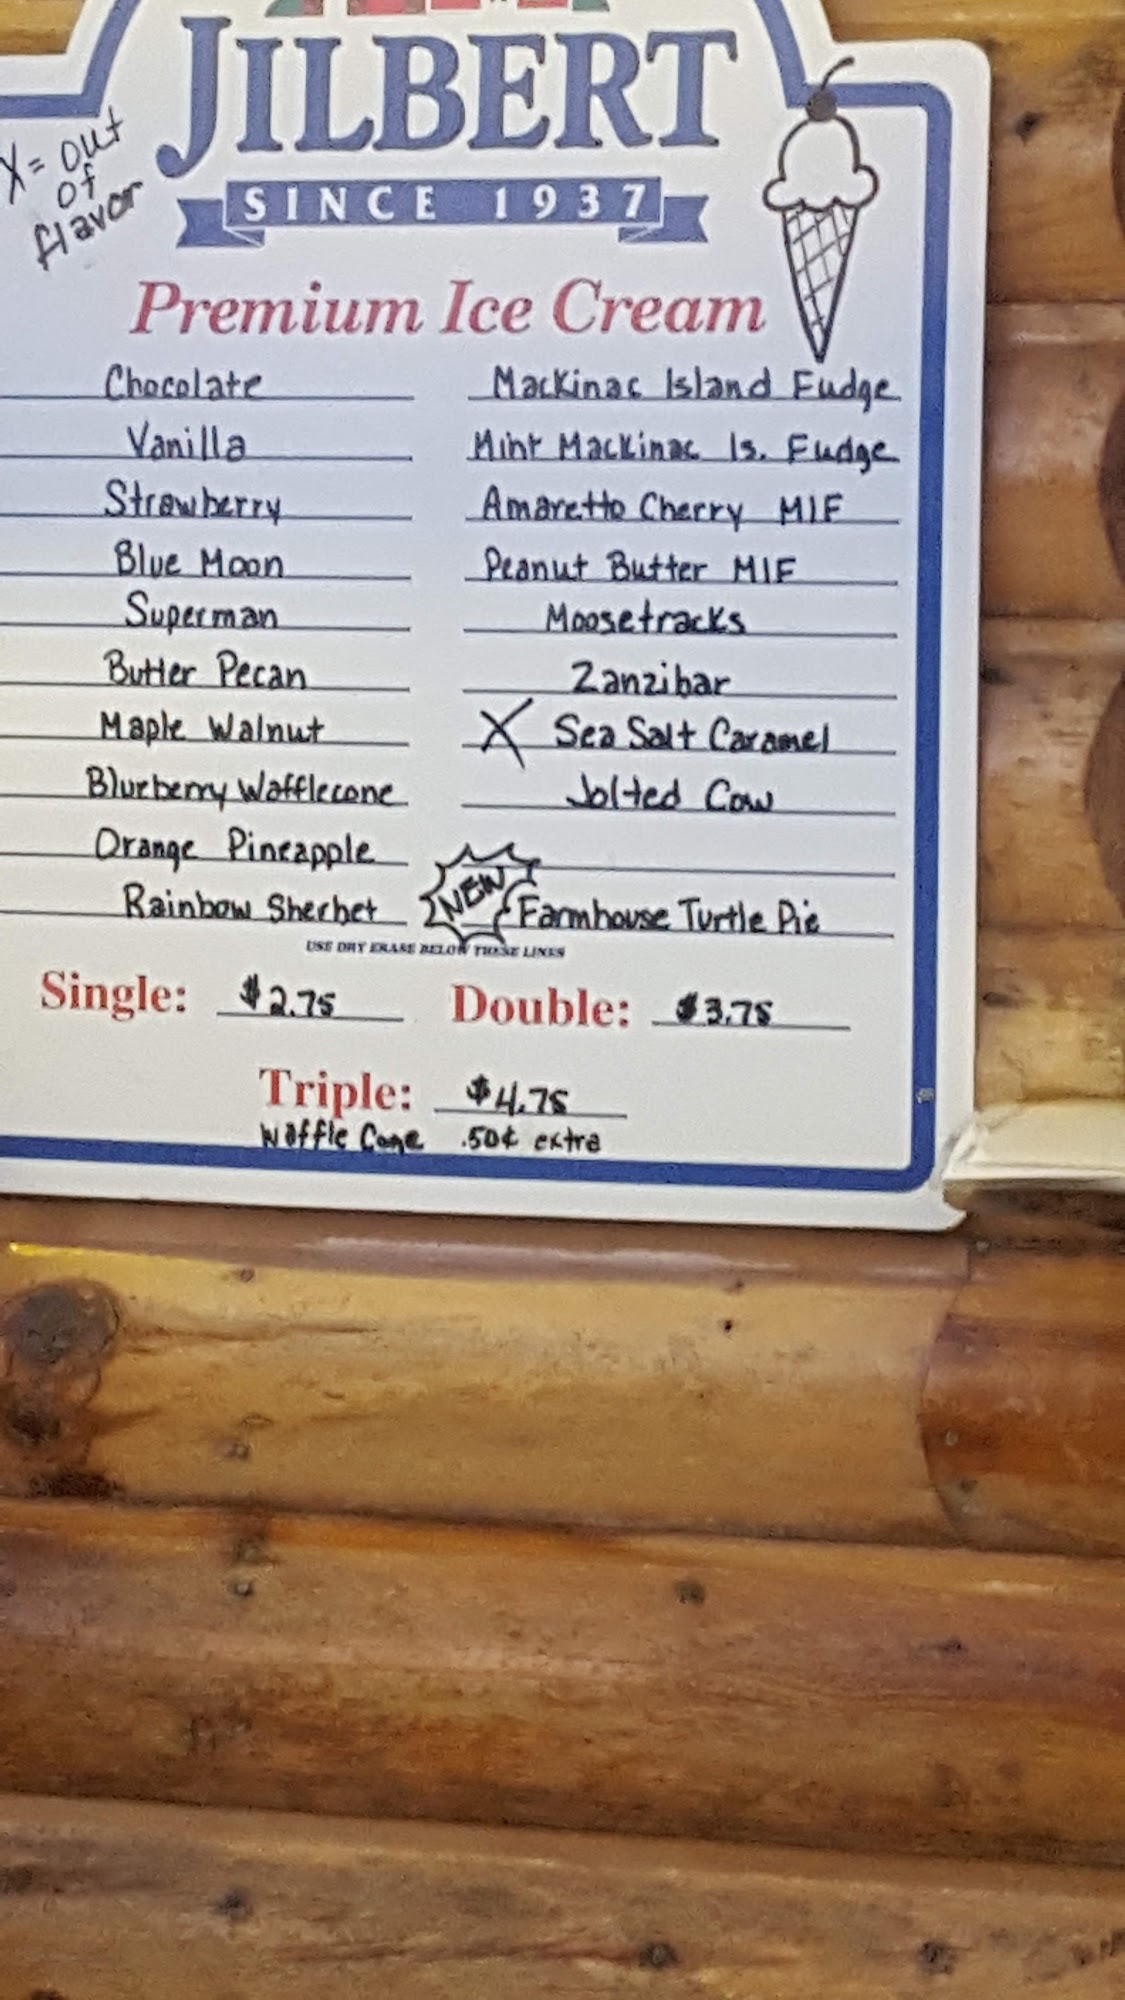 JILBERT
SINCE 1937
X = out
of
flavor
Premium Ice Cream
Chocolate
Vanilla
Strawberry
Blue Moon
Superman
Butter Pecan
Maple Walnut
Blueberry Wafflecone
Orange Pineapple
Rainbow Sherbet
Mackinac Island Fudge
Mint Mackinac Is. Fudge
Amaretto Cherry MIF
Peanut Butter MIF
Moosetracks
Zanzibar
X Sea Salt Caramel
Jolted Cow
NEW Farmhouse Turtle Pie
USE DRY ERASE BELOW THESE LINES
Single: $2.75 Double: $3.75
Triple: $4.75
Waffle Cone .50¢ extra